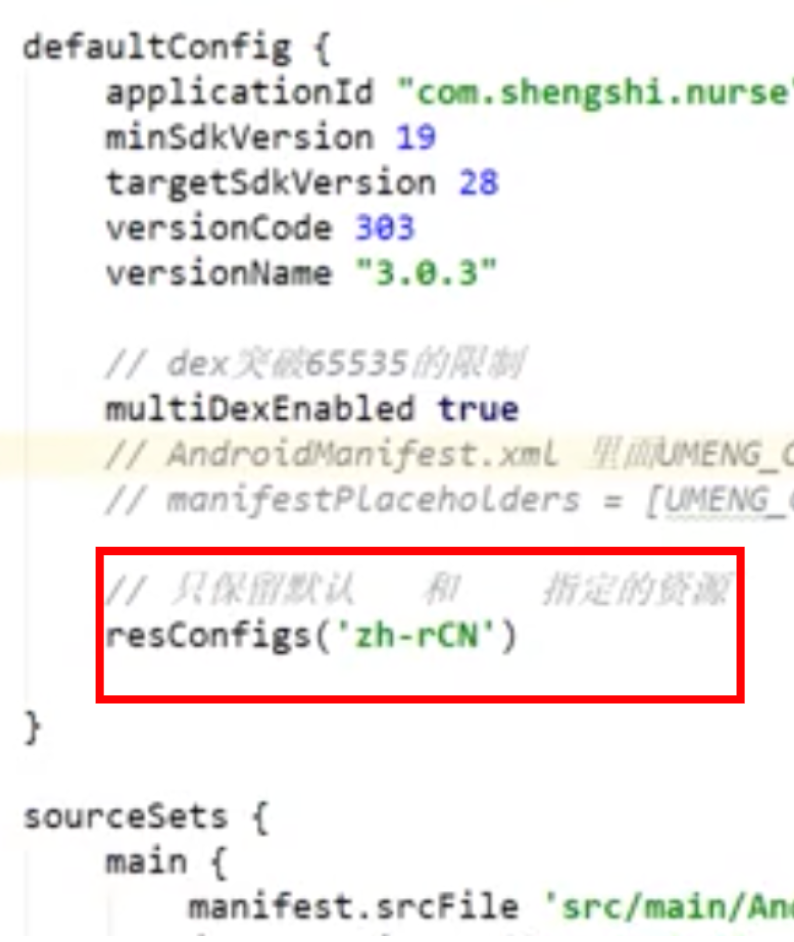 defaultConfig {
applicationId "com.shengshi.nurse"
minSdkVersion 19
targetSdkVersion 28
versionCode 303
versionName "3.0.3"
// dex突破65535的限制
multiDexEnabled true
// AndroidManifest.xml 里面UMENG_
// manifestPlaceholders = [UMENG_
// 只保留默认 和 指定的资源
resConfigs('zh-rCN')
}
sourceSets {
main {
manifest.srcFile 'src/main/An